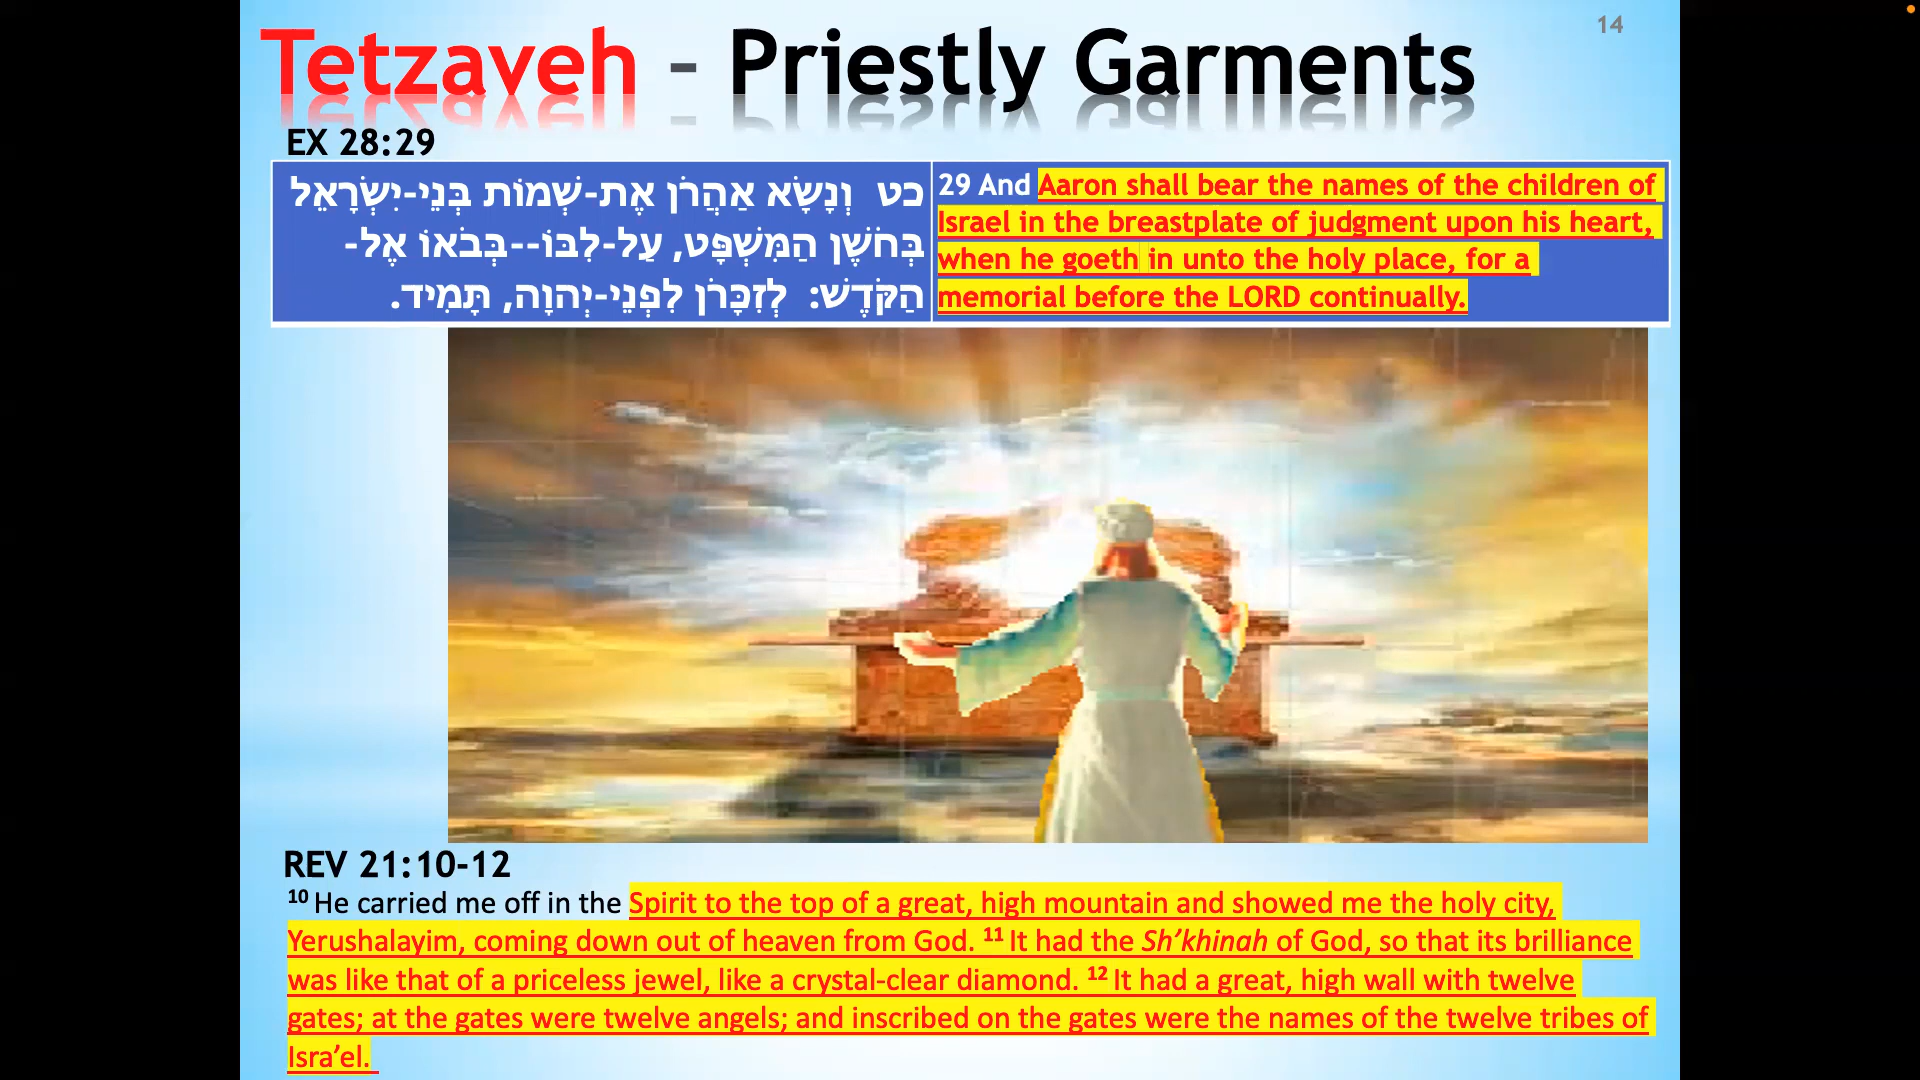 14
Tetzaveh - Priestly Garments
EX 28:29
כט  וְנָשָׂא אַהֲרֹן אֶת-שְׁמוֹת בְּנֵי-יִשְׂרָאֵל
בְּחֹשֶׁן הַמִּשְׁפָּט, עַל-לִבּוֹ--בְּבֹאוֹ אֶל-
הַקֹּדֶשׁ:  לְזִכָּרֹן לִפְנֵי-יְהוָה, תָּמִיד.
29 And Aaron shall bear the names of the children of
Israel in the breastplate of judgment upon his heart,
when he goeth in unto the holy place, for a
memorial before the LORD continually.
REV 21:10-12
10 He carried me off in the Spirit to the top of a great, high mountain and showed me the holy city,
Yerushalayim, coming down out of heaven from God. 11 It had the Sh’khinah of God, so that its brilliance
was like that of a priceless jewel, like a crystal-clear diamond. 12 It had a great, high wall with twelve
gates; at the gates were twelve angels; and inscribed on the gates were the names of the twelve tribes of
Isra’el.